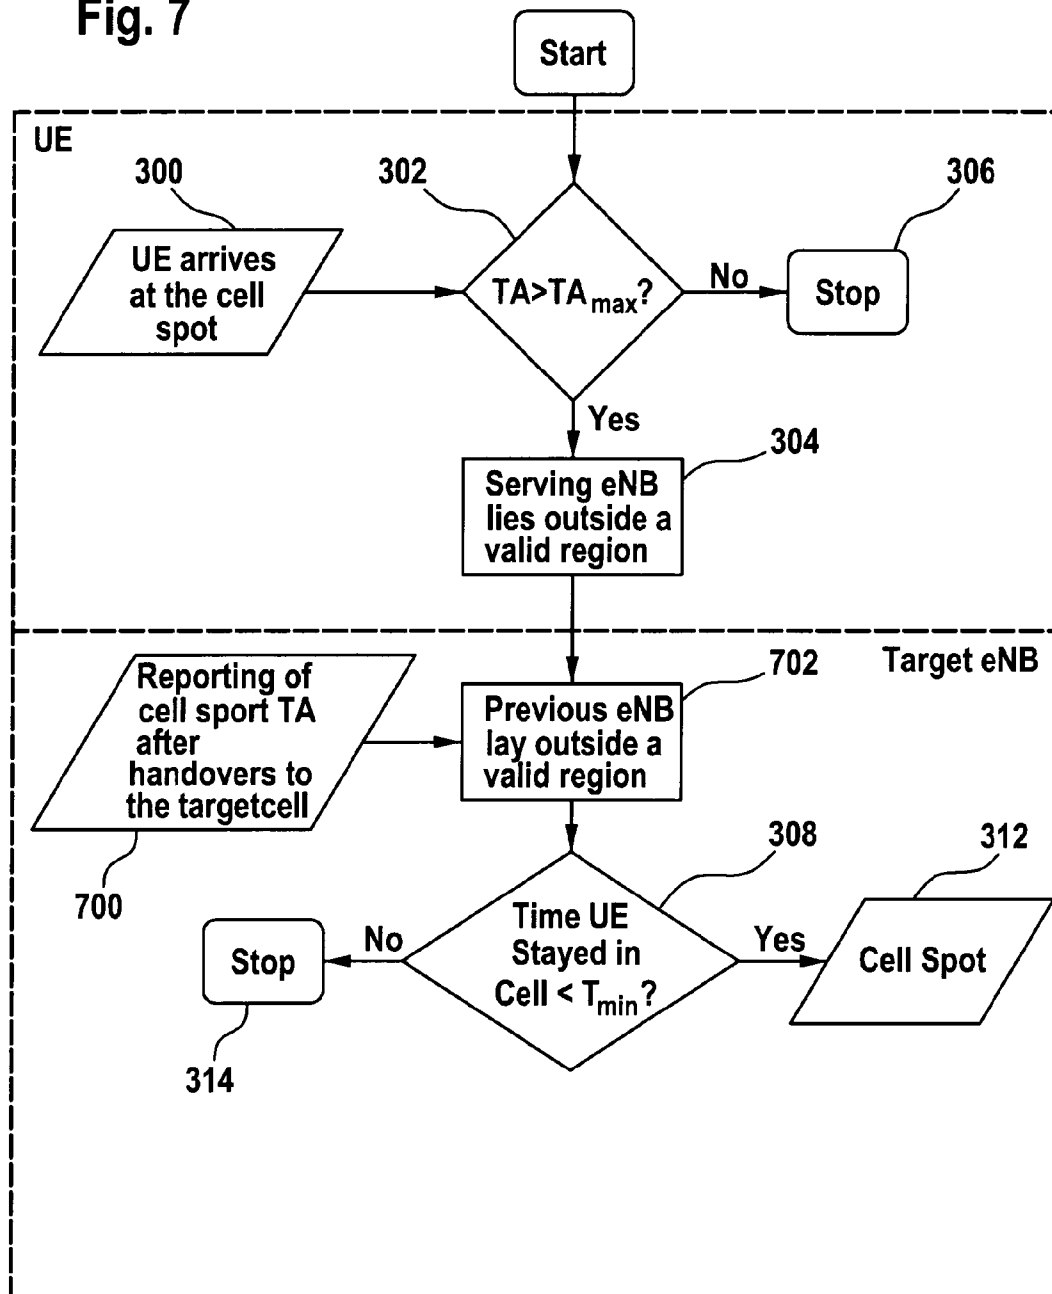 Fig. 7
Start
UE
300
302
306
UE arrives
at the cell
spot
TA>TAmax?
No
Stop
Yes
304
Serving eNB
lies outside a
valid region
Target eNB
702
Reporting of
cell sport TA
after
handovers to
the targetcell
Previous eNB
lay outside a
valid region
700
308
312
Time UE
Stayed in
Cell < Tmin?
No
Yes
Stop
Cell Spot
314